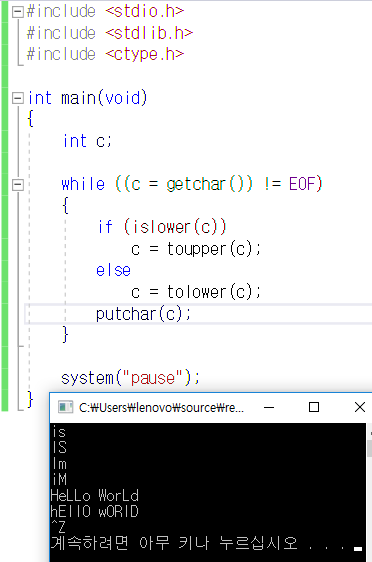 #include <stdio.h>
#include <stdlib.h>
#include <ctype.h>
int main(void)
{
int c;
while ((c = getchar()) != EOF)
{
if (islower(c))
c = toupper(c);
else
c = tolower(c);
putchar(c);
}
system("pause");
}
C:₩Users₩lenovo₩source₩re...
is
IS
Im
iM
HeLLo WorLd
hEllO wORlD
^Z
계속하려면 아무 키나 누르십시오 . . .